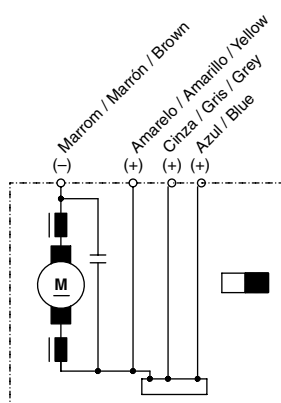 Marrom / Marrón / Brown
Amarelo / Amarillo / Yellow
Cinza / Gris / Grey
Azul / Blue
(–) (+) (+) (+)
M